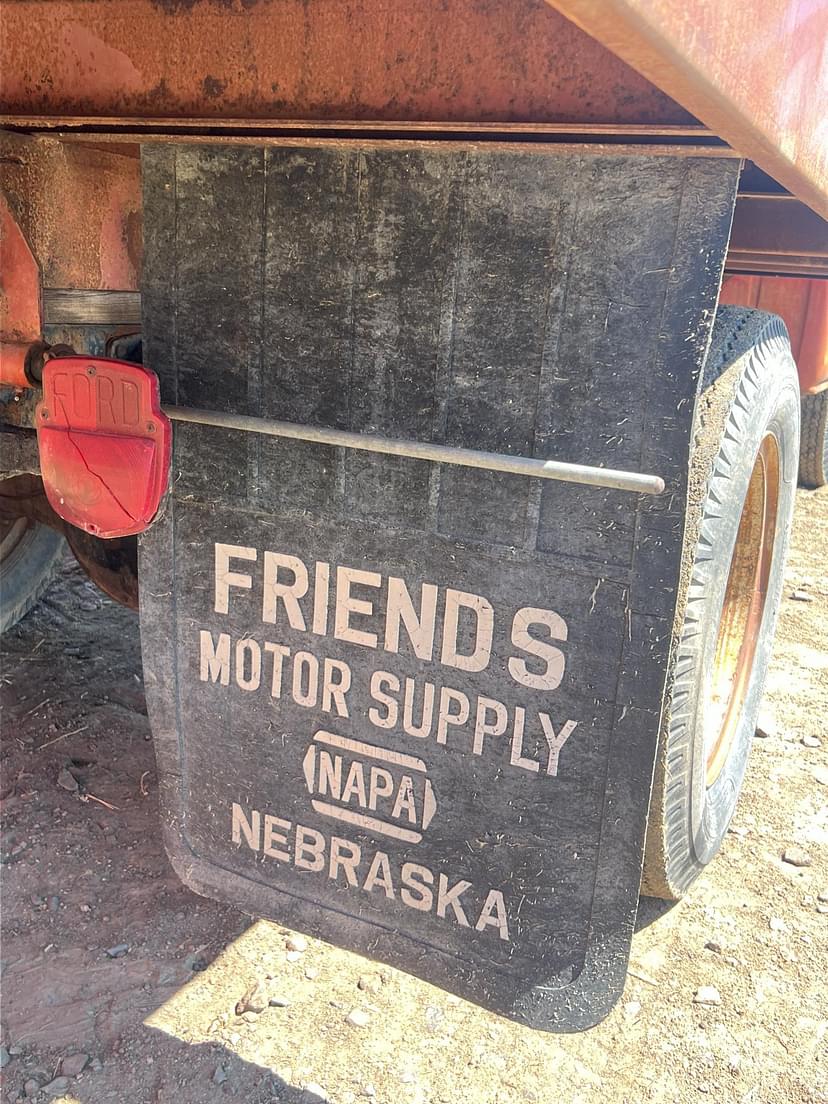 FORD
FRIENDS
MOTOR SUPPLY
NAPA
NEBRASKA